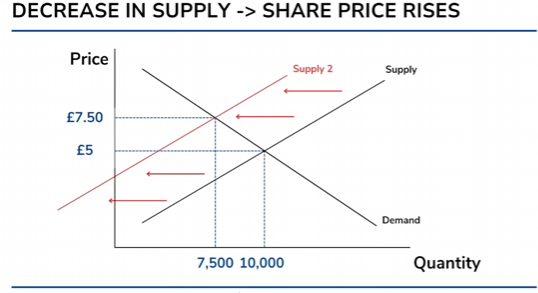 DECREASE IN SUPPLY -> SHARE PRICE RISES
Price
Supply 2
Supply
£7.50
£5
Demand
7,500 10,000
Quantity